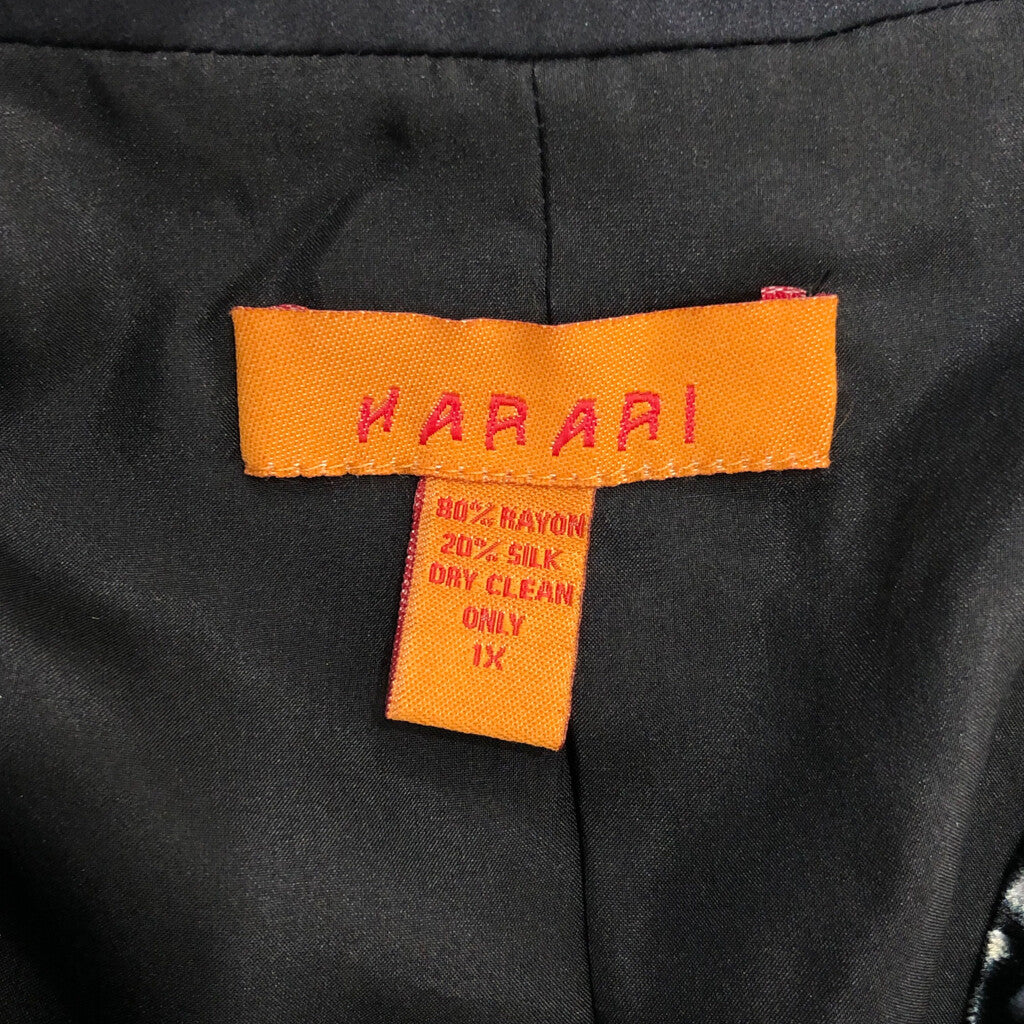 HARARI
80% RAYON
20% SILK
DRY CLEAN
ONLY
1X